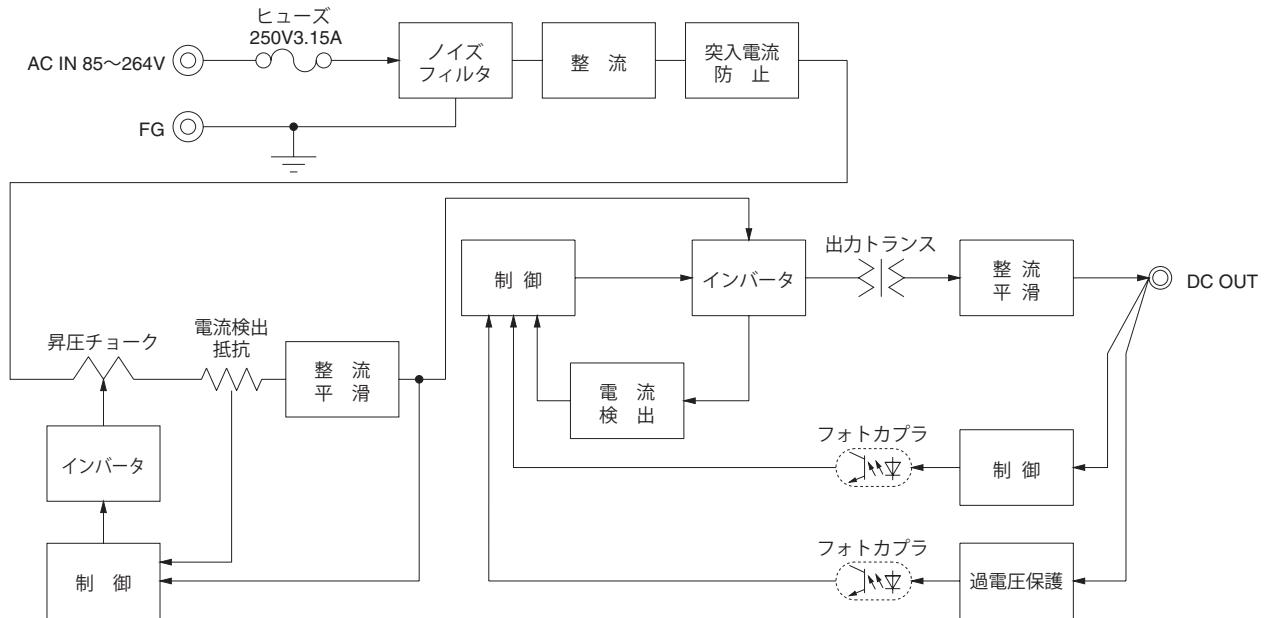 ヒューズ
250V3.15A
AC IN 85～264V
ノイズ
フィルタ
整 流
突入電流
防 止
FG
出力トランス
制 御
インバータ
整 流
平 滑
DC OUT
昇圧チョーク
電流検出
抵抗
整 流
平 滑
電 流
検 出
フォトカプラ
制 御
インバータ
フォトカプラ
制 御
過電圧保護